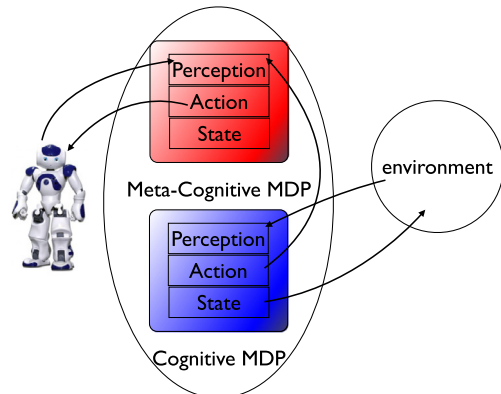 Perception
Action
State
Meta-Cognitive MDP
environment
Perception
Action
State
Cognitive MDP